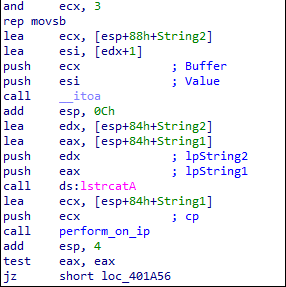 and ecx, 3
rep movsb
lea ecx, [esp+88h+String2]
lea esi, [edx+1]
push ecx ; Buffer
push esi ; Value
call __itoa
add esp, 0Ch
lea edx, [esp+84h+String2]
lea eax, [esp+84h+String1]
push edx ; lpString2
push eax ; lpString1
call ds:lstrcatA
lea ecx, [esp+84h+String1]
push ecx ; cp
call perform_on_ip
add esp, 4
test eax, eax
jz short loc_401A56